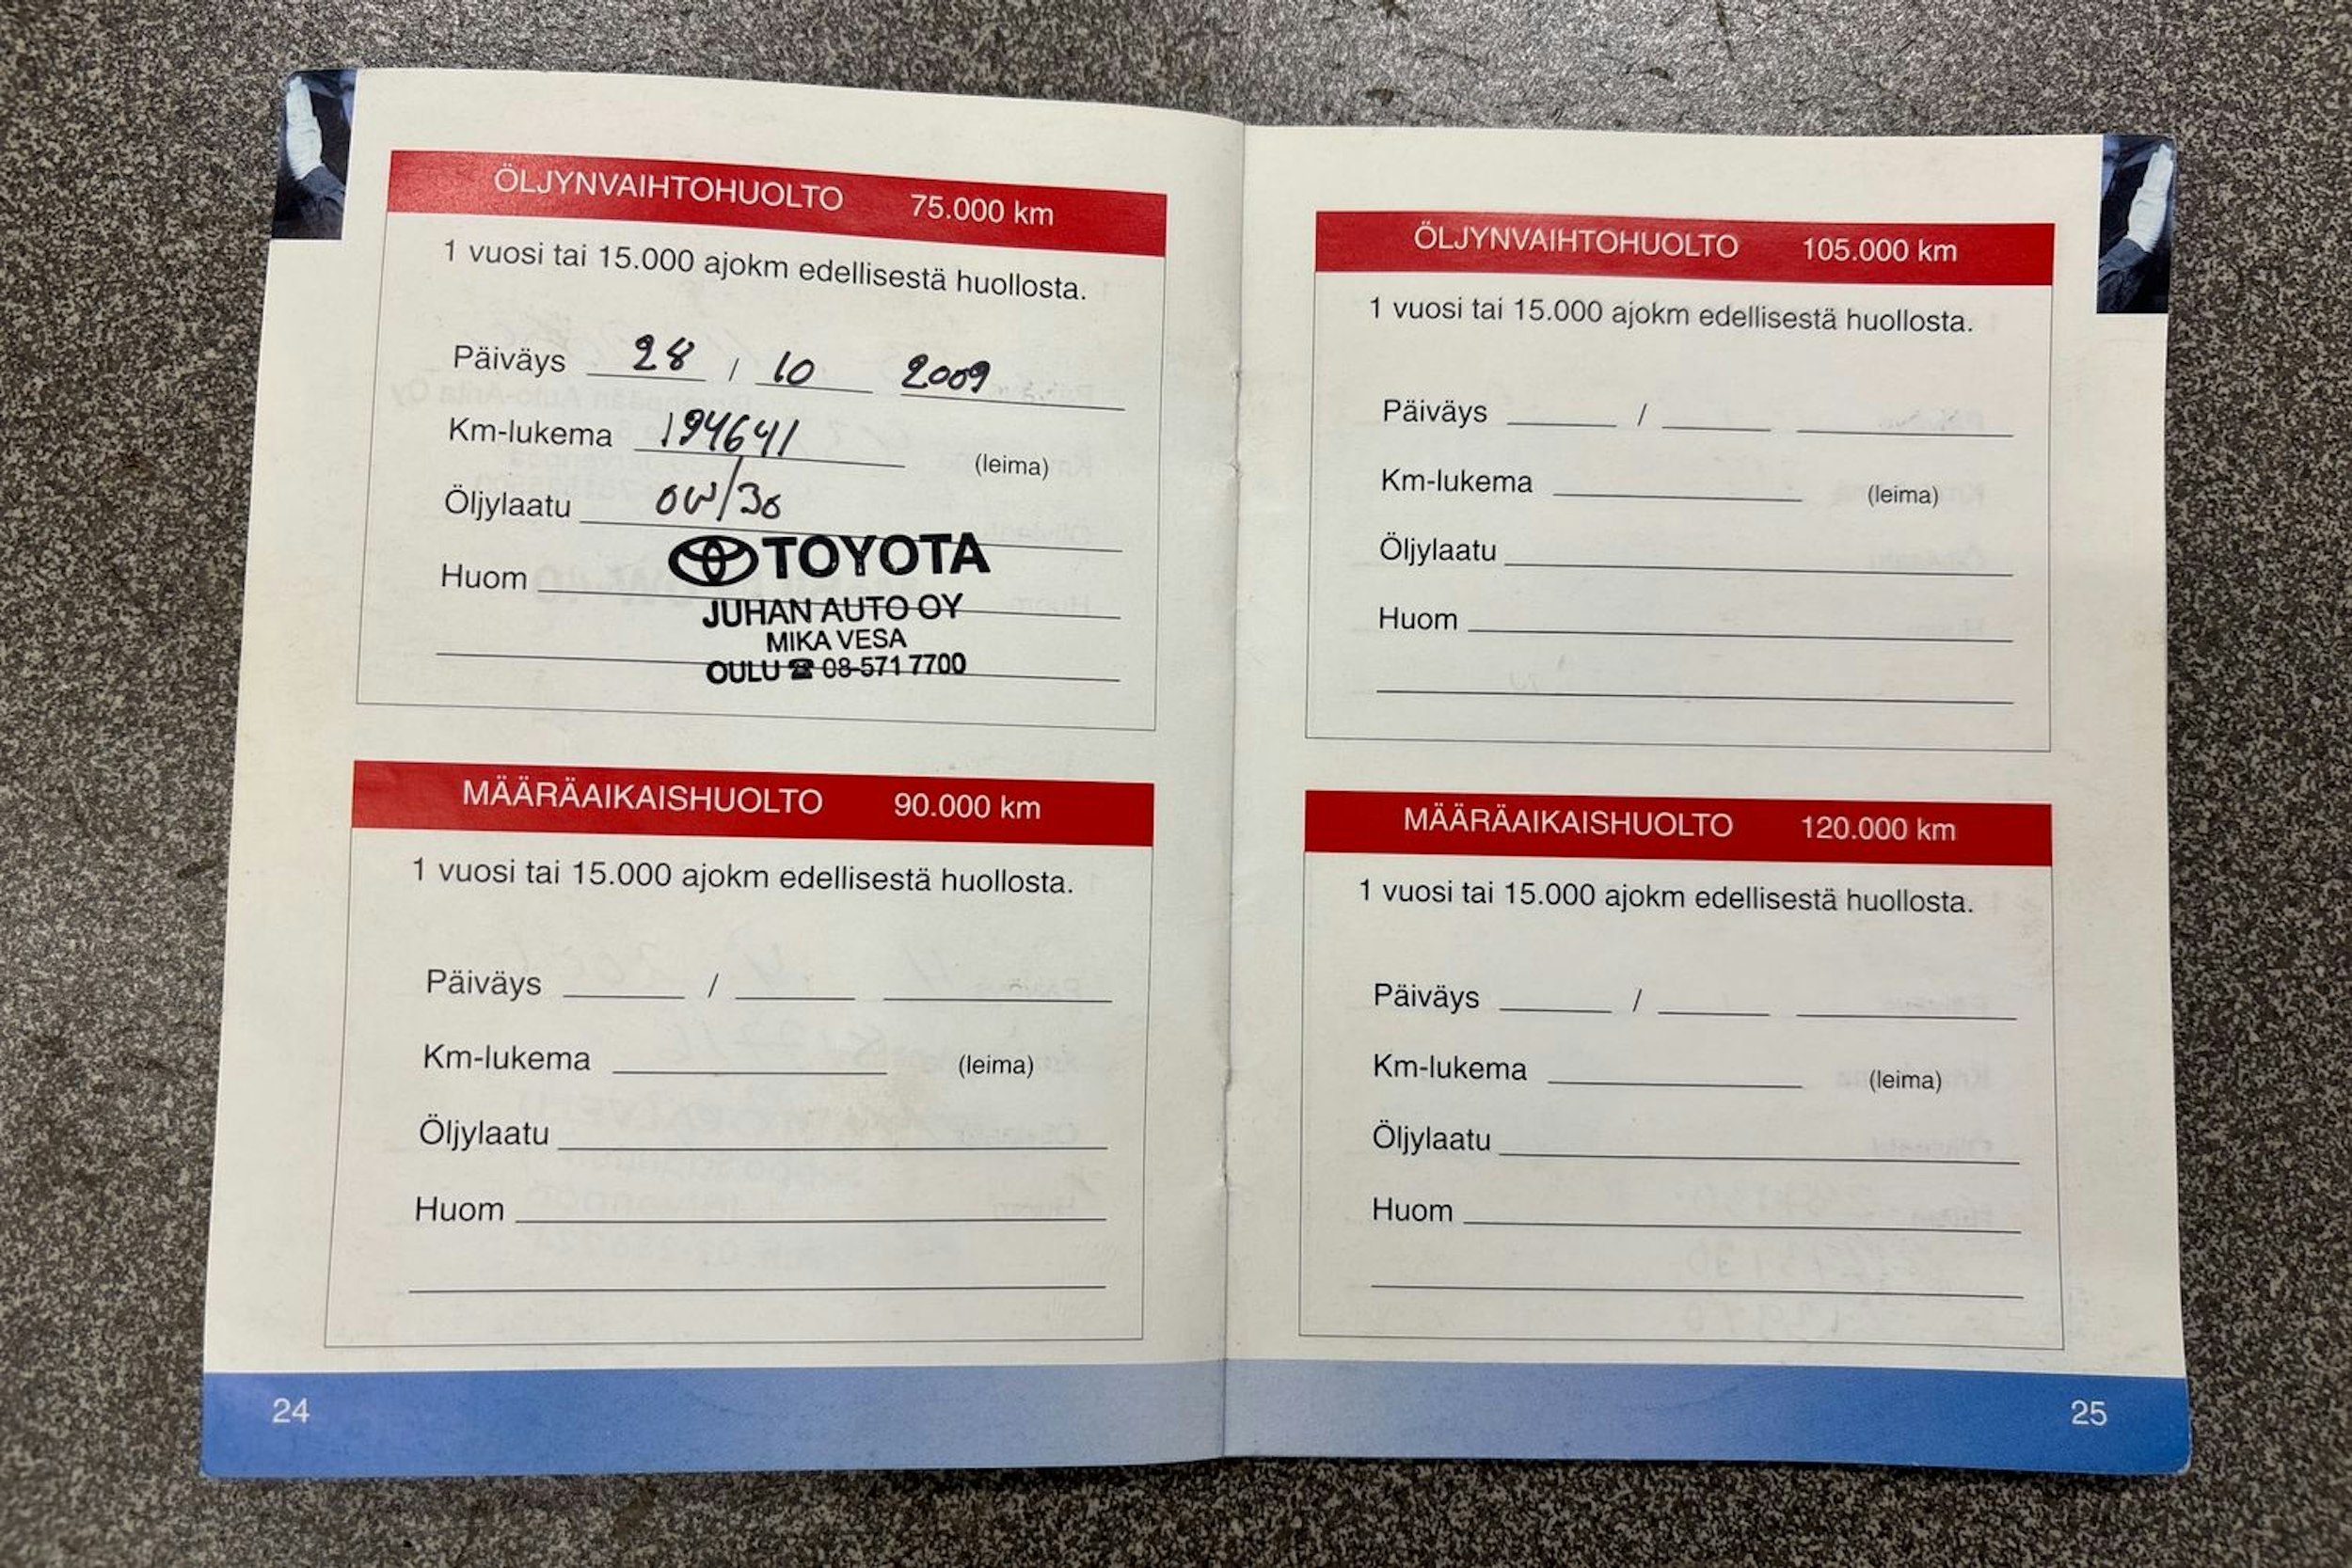 ÖLJYNVAIHTOHUOLTO 75.000 km
1 vuosi tai 15.000 ajokm edellisestä huollosta.
Päiväys 28 / 10 2009
Km-lukema 194641 (leima)
Öljylaatu 0W/30
Huom
TOYOTA
JUHAN AUTO OY
MIKA VESA
OULU ☎ 08-571 7700
MÄÄRÄAIKAISHUOLTO 90.000 km
1 vuosi tai 15.000 ajokm edellisestä huollosta.
Päiväys /
Km-lukema (leima)
Öljylaatu
Huom
24
ÖLJYNVAIHTOHUOLTO 105.000 km
1 vuosi tai 15.000 ajokm edellisestä huollosta.
Päiväys /
Km-lukema (leima)
Öljylaatu
Huom
MÄÄRÄAIKAISHUOLTO 120.000 km
1 vuosi tai 15.000 ajokm edellisestä huollosta.
Päiväys /
Km-lukema (leima)
Öljylaatu
Huom
25